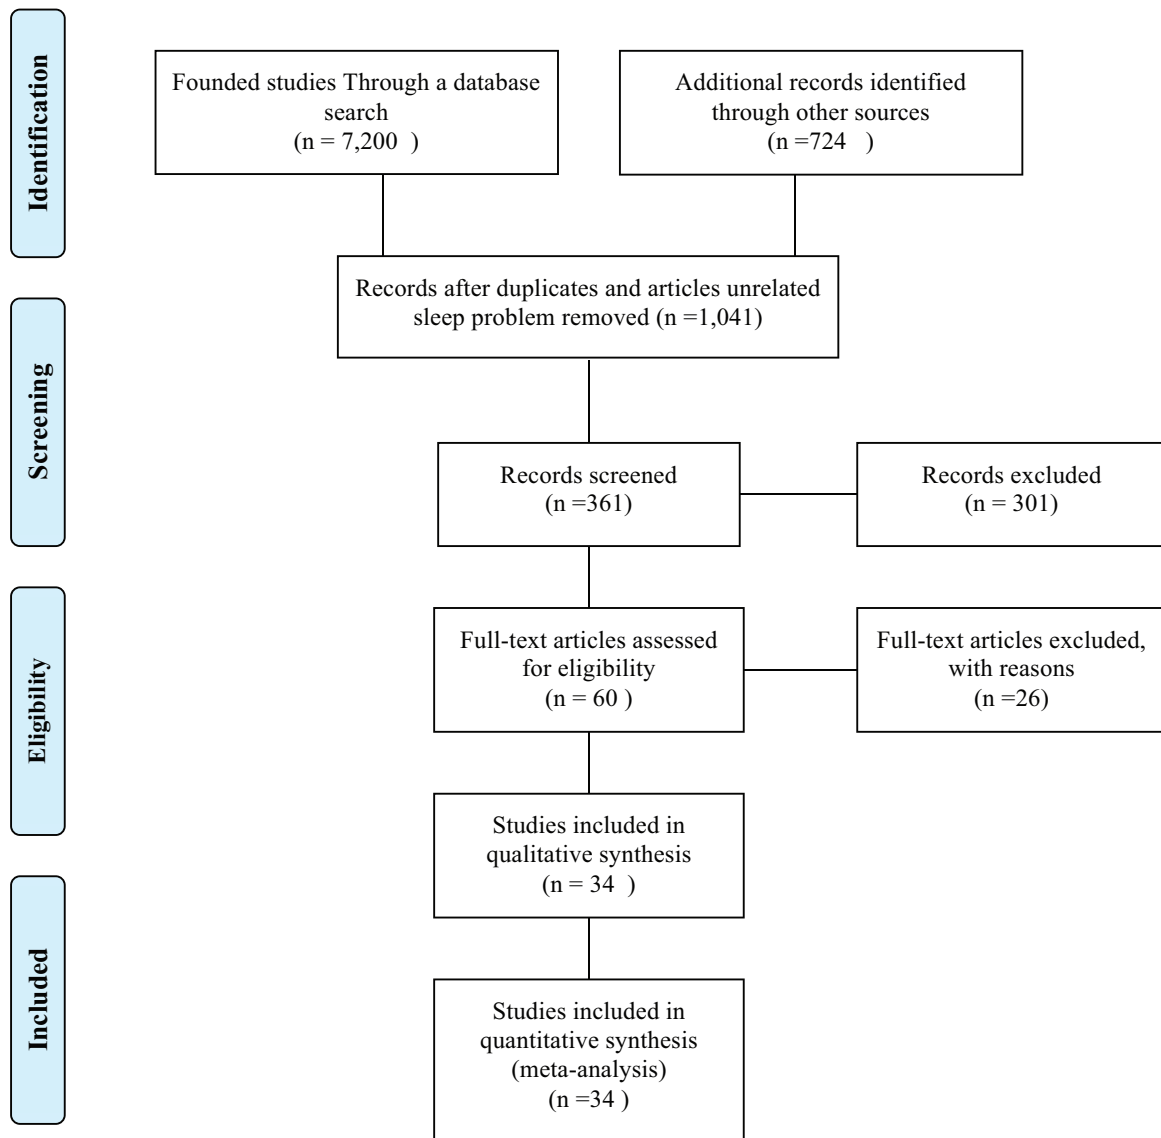 Identification
Founded studies Through a database
search
(n = 7,200 )
Additional records identified
through other sources
(n =724 )
Records after duplicates and articles unrelated
sleep problem removed (n =1,041)
Screening
Records screened
(n =361)
Records excluded
(n = 301)
Eligibility
Full-text articles assessed
for eligibility
(n = 60 )
Full-text articles excluded,
with reasons
(n =26)
Studies included in
qualitative synthesis
(n = 34 )
Included
Studies included in
quantitative synthesis
(meta-analysis)
(n =34 )